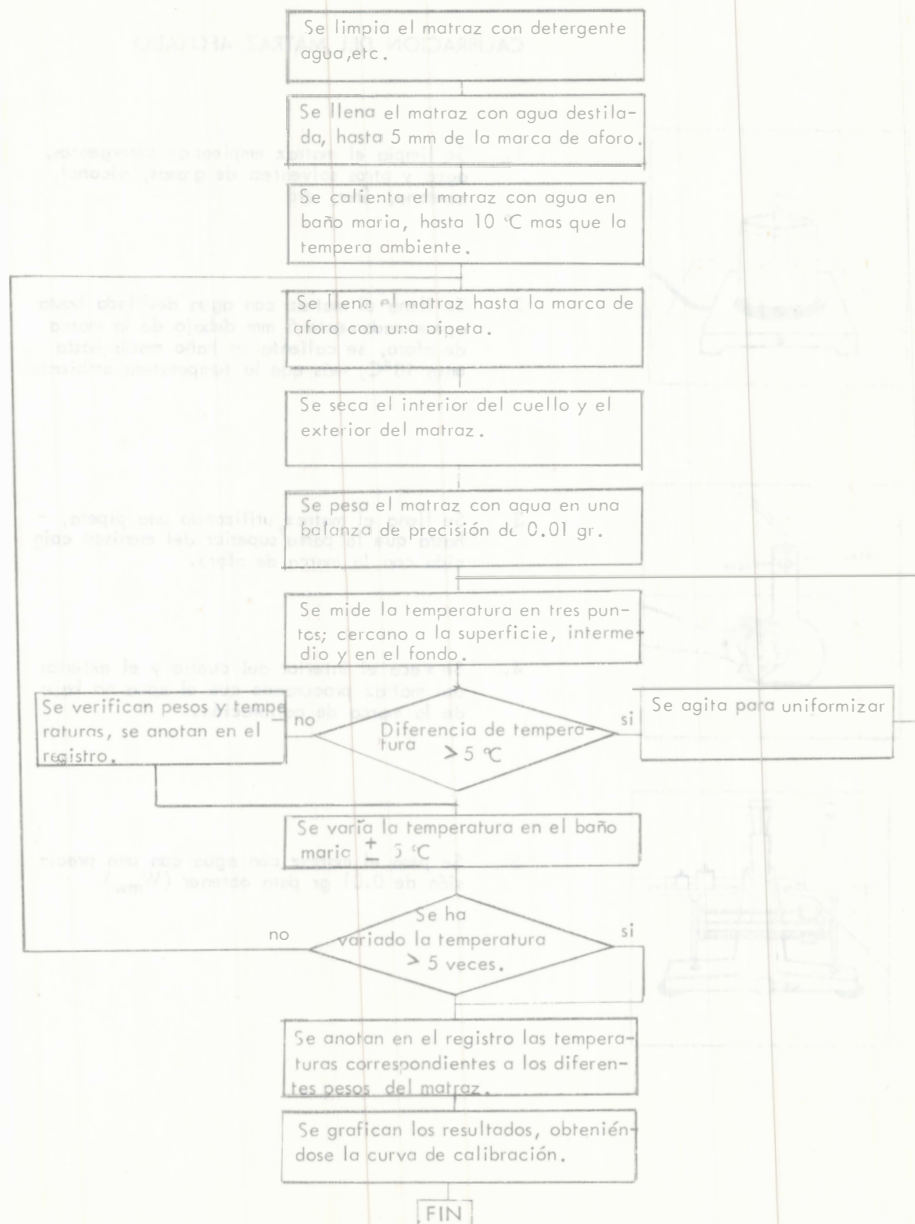 Se limpia el matraz con detergente
agua,etc.
Se llena el matraz con agua destila-
da, hasta 5 mm de la marca de aforo.
Se calienta el matraz con agua en
baño maria, hasta 10 °C mas que la
tempera ambiente.
Se llena el matraz hasta la marca de
aforo con una pipeta.
Se seca el interior del cuello y el
exterior del matraz.
Se pesa el matraz con agua en una
balanza de precisión de 0.01 gr.
Se mide la temperatura en tres pun-
tos; cercano a la superficie, interme-
dio y en el fondo.
Se verifican pesos y tempe
raturas, se anotan en el
registro.
no
Diferencia de tempera-
tura
> 5 °C
si
Se agita para uniformizar
Se varía la temperatura en el baño
maria ± 5 °C
no
Se ha
variado la temperatura
> 5 veces.
si
Se anotan en el registro las tempera-
turas correspondientes a los diferen-
tes pesos del matraz.
Se grafican los resultados, obtenién-
dose la curva de calibración.
FIN